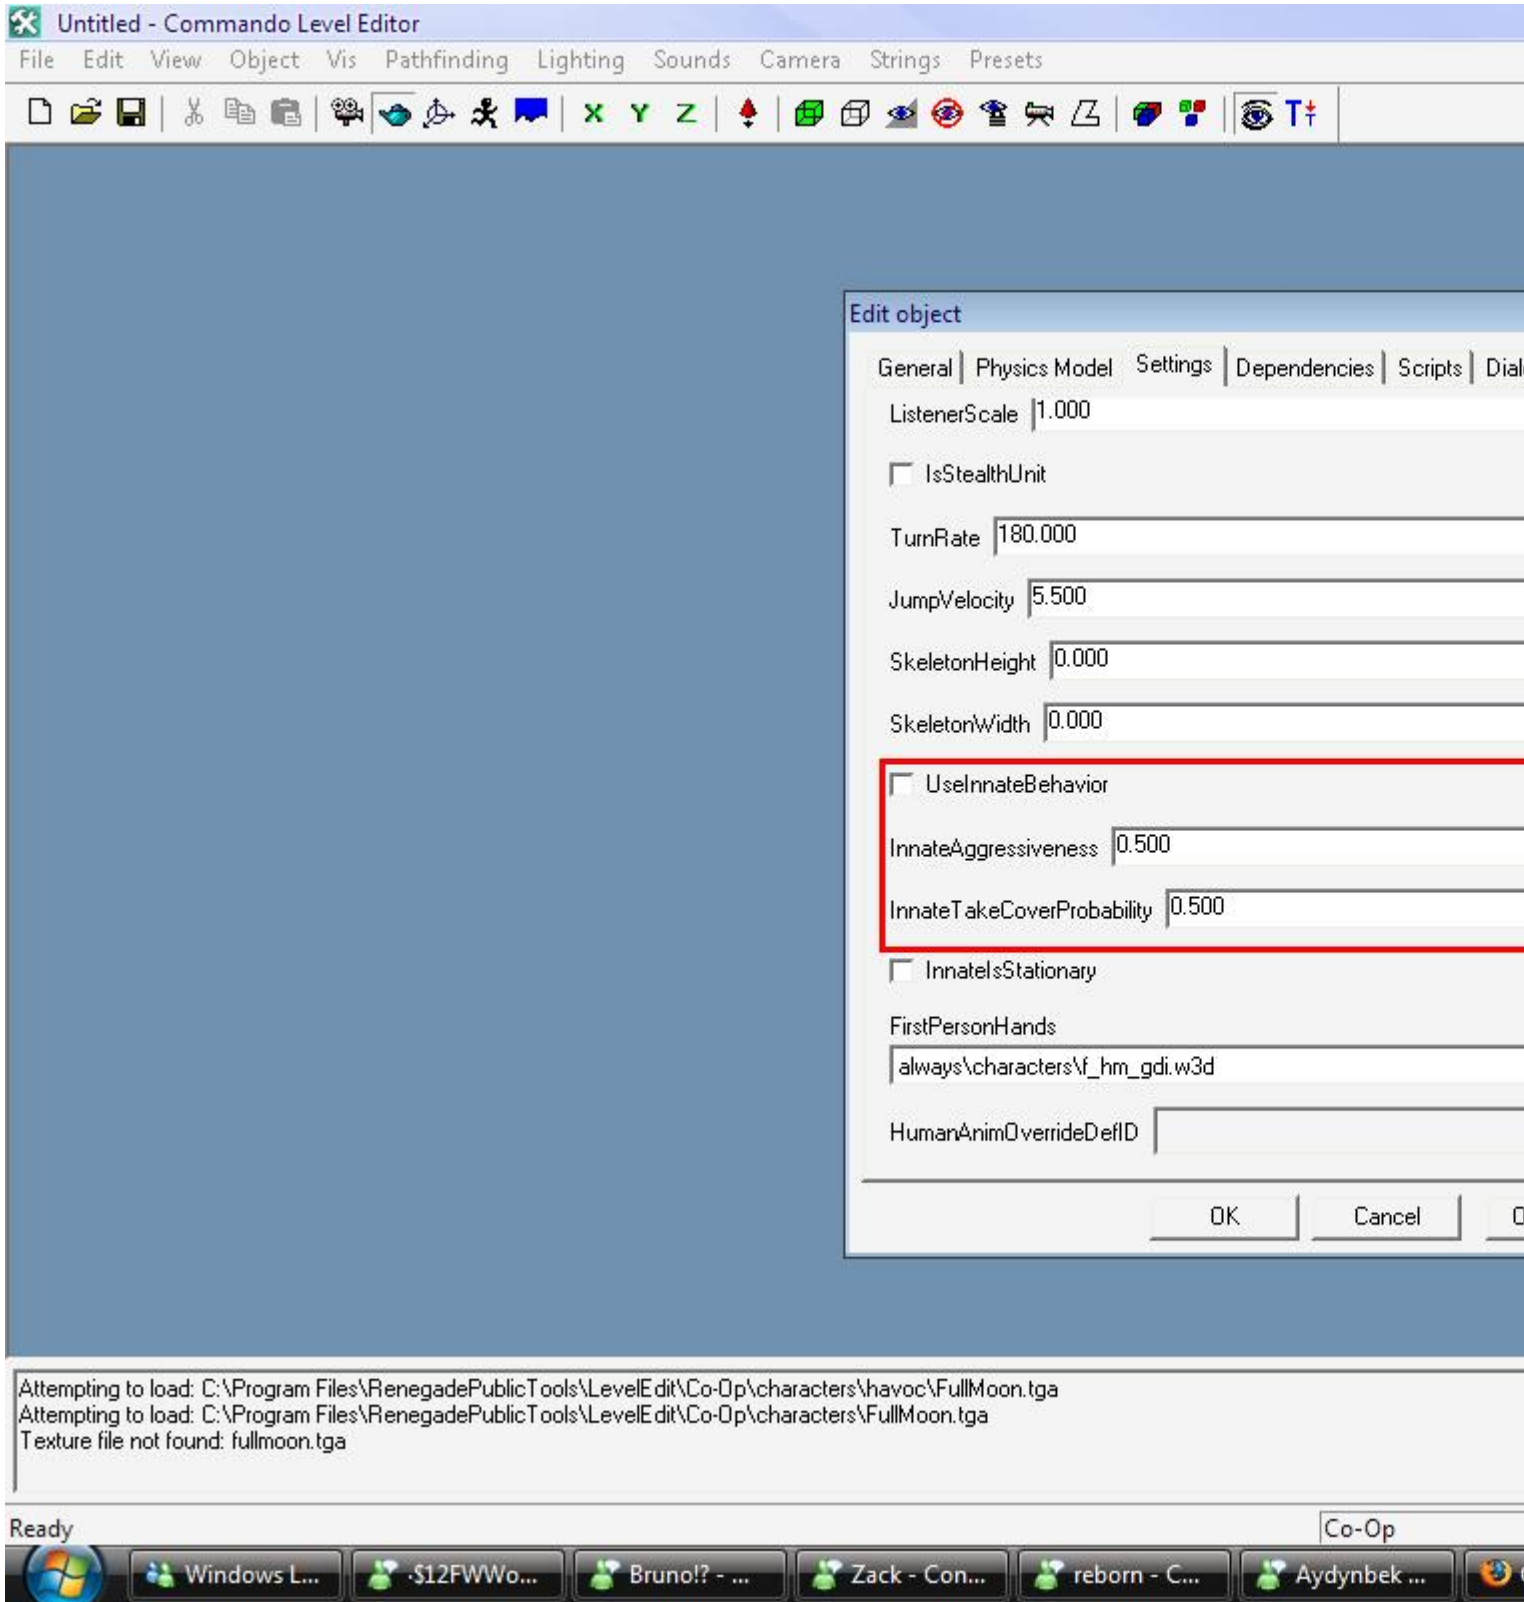 Untitled - Commando Level Editor
File Edit View Object Vis Pathfinding Lighting Sounds Camera Strings Presets
X Y Z T
Edit object
General Physics Model Settings Dependencies Scripts Dial
ListenerScale 1.000
IsStealthUnit
TurnRate 180.000
JumpVelocity 5.500
SkeletonHeight 0.000
SkeletonWidth 0.000
UseInnateBehavior
InnateAggressiveness 0.500
InnateTakeCoverProbability 0.500
InnateIsStationary
FirstPersonHands
always\characters\f_hm_gdi.w3d
HumanAnimOverrideDefID
OK Cancel
Attempting to load: C:\Program Files\RenegadePublicTools\LevelEdit\Co-Op\characters\havoc\FullMoon.tga
Attempting to load: C:\Program Files\RenegadePublicTools\LevelEdit\Co-Op\characters\FullMoon.tga
Texture file not found: fullmoon.tga
Ready Co-Op
Windows L... ·$12FWWo... Bruno!? - ... Zack - Con... reborn - C... Aydynbek ...